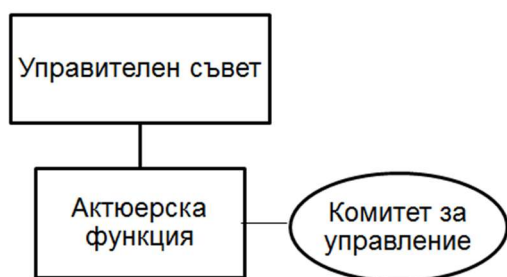 Управителен съвет
Актюерска
функция
Комитет за
управление